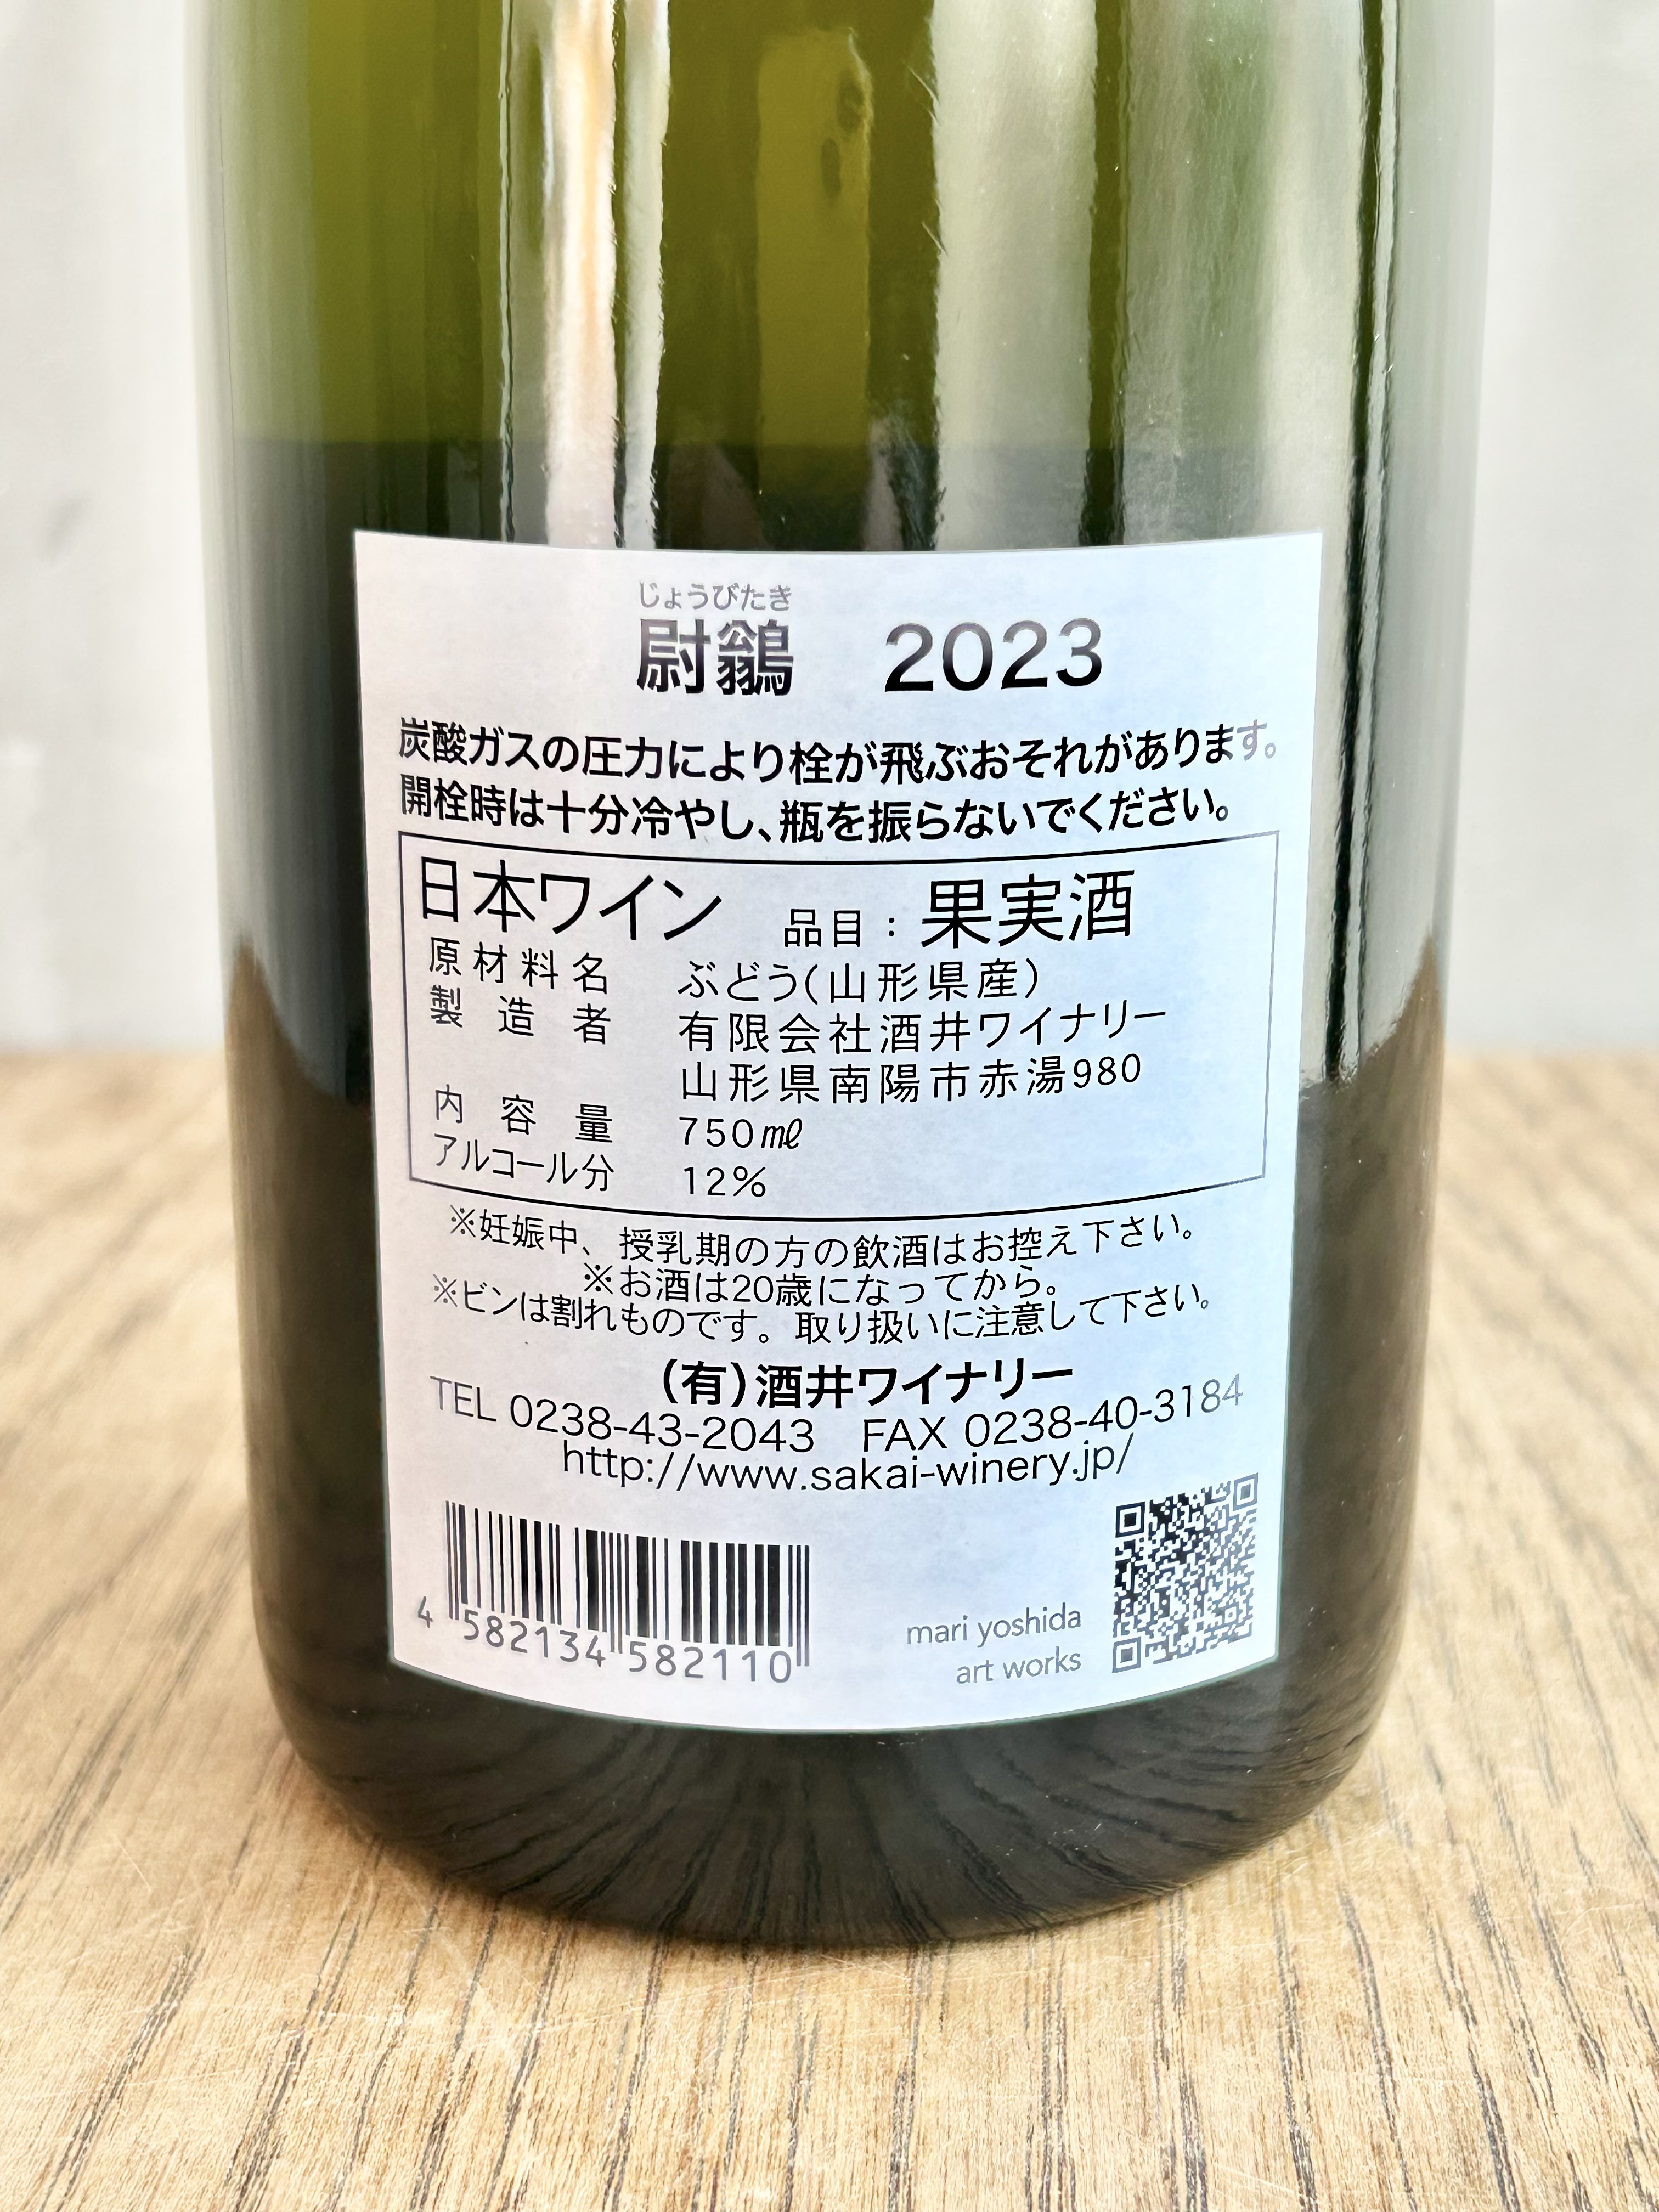 じょうびたき
尉鶲 2023
炭酸ガスの圧力により栓が飛ぶおそれがあります。
開栓時は十分冷やし、瓶を振らないでください。
日本ワイン 品目：果実酒
原材料名 ぶどう(山形県産)
製造者 有限会社酒井ワイナリー
山形県南陽市赤湯980
内容量 750㎖
アルコール分 12%
※妊娠中、授乳期の方の飲酒はお控え下さい。
※お酒は20歳になってから。
※ビンは割れものです。取り扱いに注意して下さい。
(有)酒井ワイナリー
TEL 0238-43-2043 FAX 0238-40-3184
http://www.sakai-winery.jp/
4 582134 582110
mari yoshida
art works